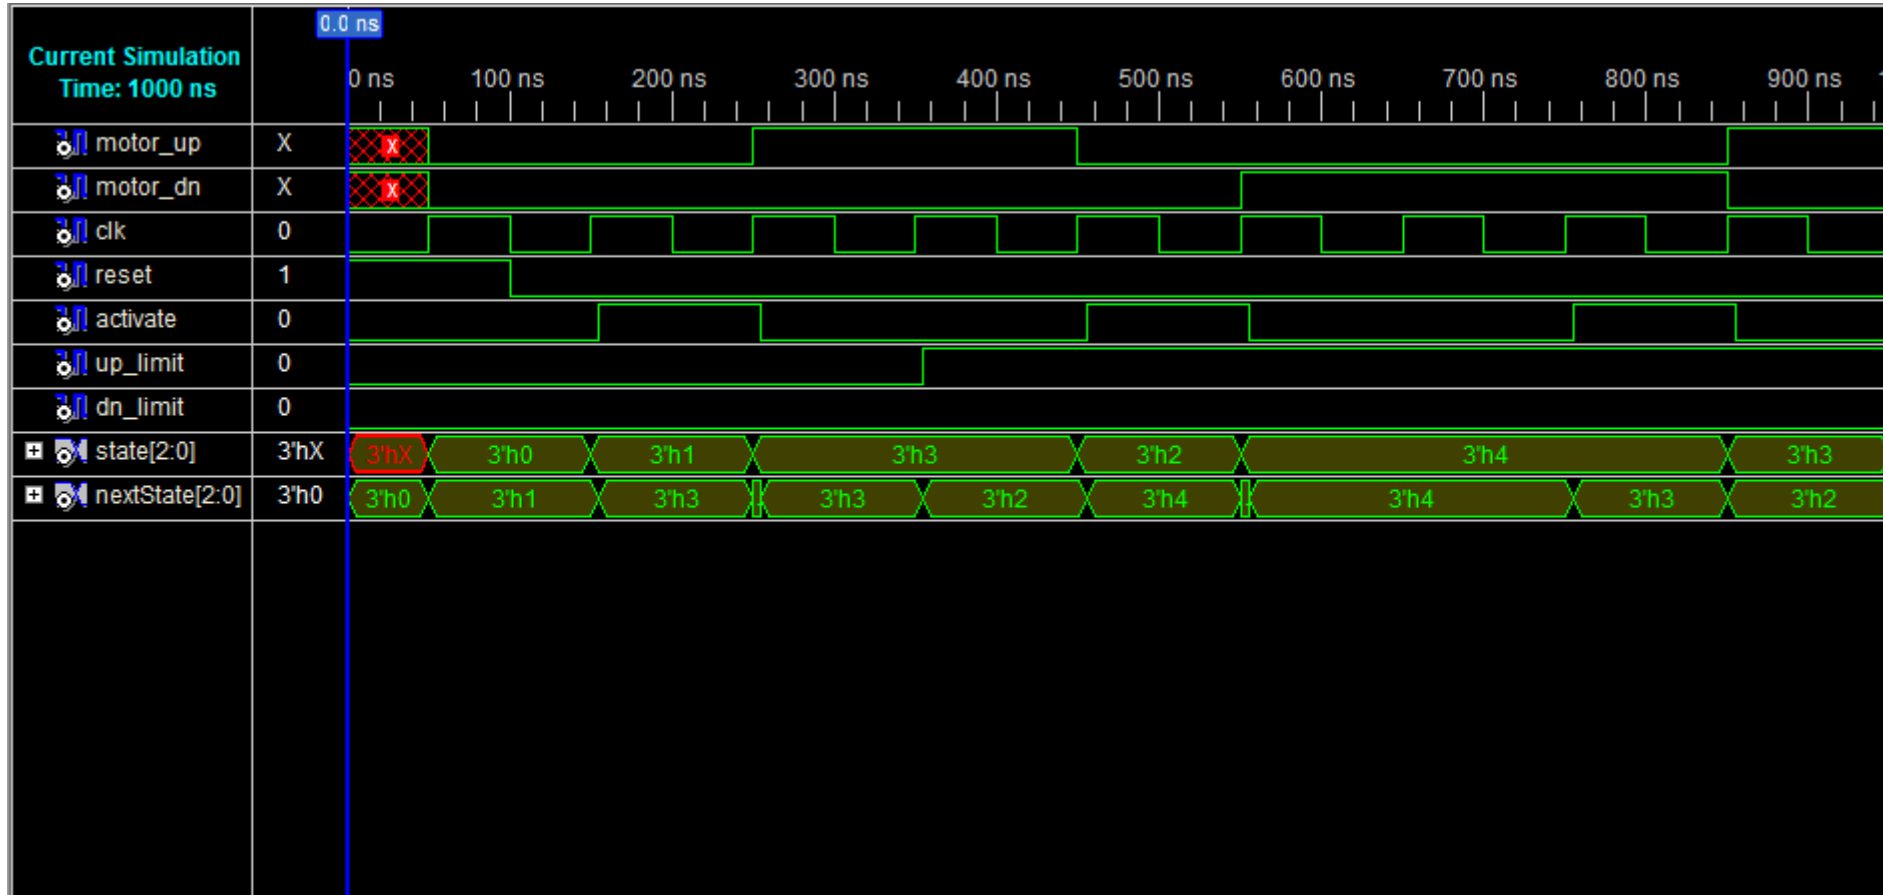 0.0 ns
Current Simulation
Time: 1000 ns
0 ns 100 ns 200 ns 300 ns 400 ns 500 ns 600 ns 700 ns 800 ns 900 ns 1
motor_up X X
motor_dn X X
clk 0
reset 1
activate 0
up_limit 0
dn_limit 0
state[2:0] 3'hX 3'hX 3'h0 3'h1 3'h3 3'h2 3'h4 3'h3
nextState[2:0] 3'h0 3'h0 3'h1 3'h3 3'h3 3'h2 3'h4 3'h4 3'h3 3'h2